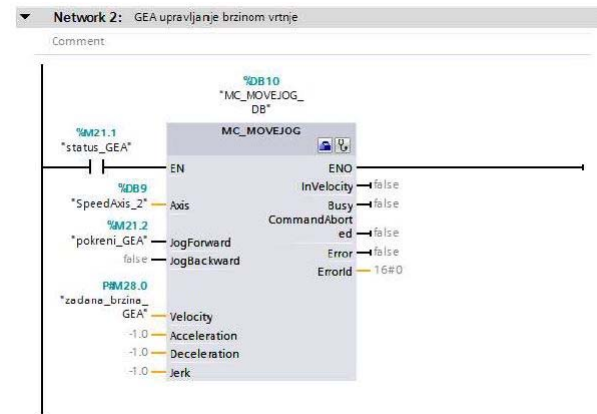 Network 2: GEA upravljanje brzinom vrtnje
Comment
%DB10
"MC_MOVEJOG_
DB"
%M21.1
"status_GEA"
MC_MOVEJOG
EN
ENO
%DB9
"SpeedAxis_2"
Axis
InVelocity
false
Busy
false
CommandAbort
ed
false
%M21.2
"pokreni_GEA"
JogForward
Error
false
false
JogBackward
ErrorId
16#0
P#M28.0
"zadana_brzina_
GEA"
Velocity
-1.0
Acceleration
-1.0
Deceleration
-1.0
Jerk